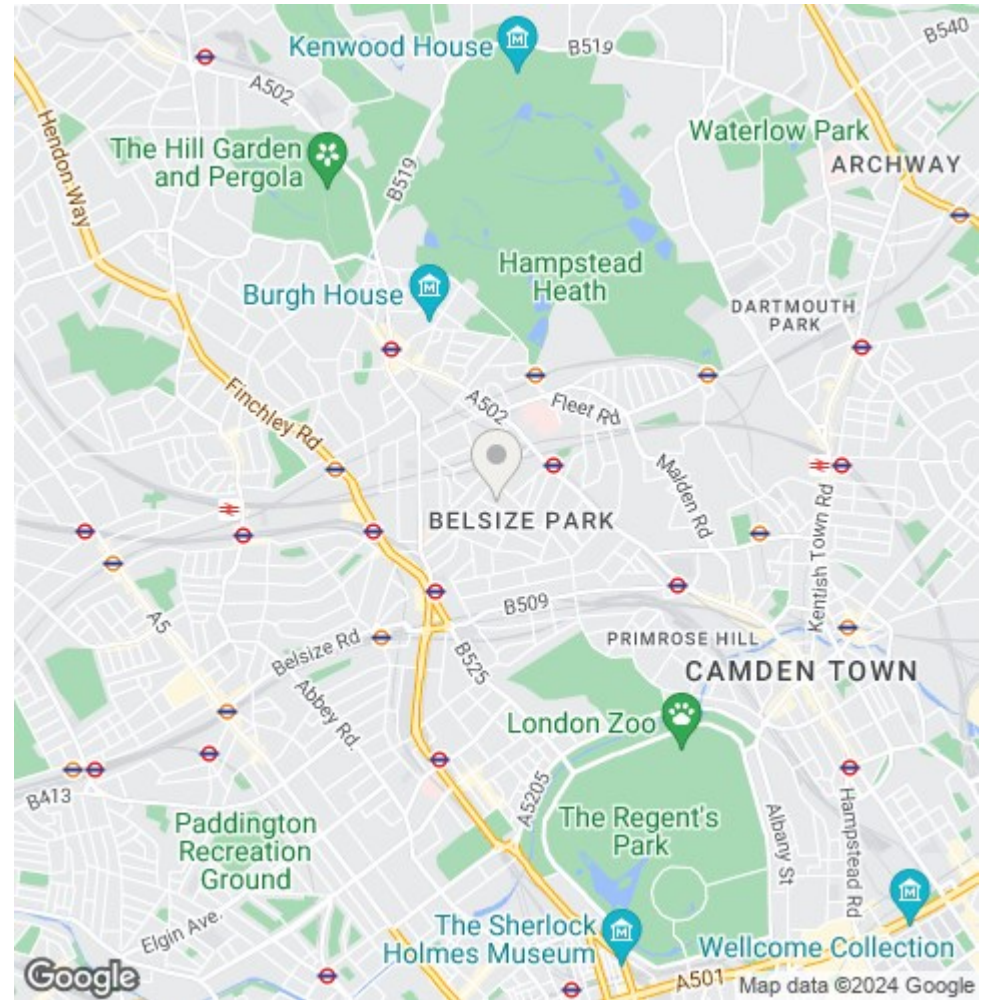 Kenwood House
B519
B540
A502
Hendon Way
The Hill Garden
and Pergola
B519
Waterlow Park
ARCHWAY
Hampstead
Heath
Burgh House
DARTMOUTH
PARK
A502
Fleet Rd
Finchley Rd
Malden Rd
BELSIZE PARK
Kentish Town Rd
A5
B509
Belsize Rd
B525
PRIMROSE HILL
CAMDEN TOWN
Abbey Rd.
London Zoo
B413
A5205
Paddington
Recreation
Ground
The Regent's
Park
Albany St
Hampstead Rd
Elgin Ave.
The Sherlock
Holmes Museum
Wellcome Collection
A501
Google
Map data ©2024 Google